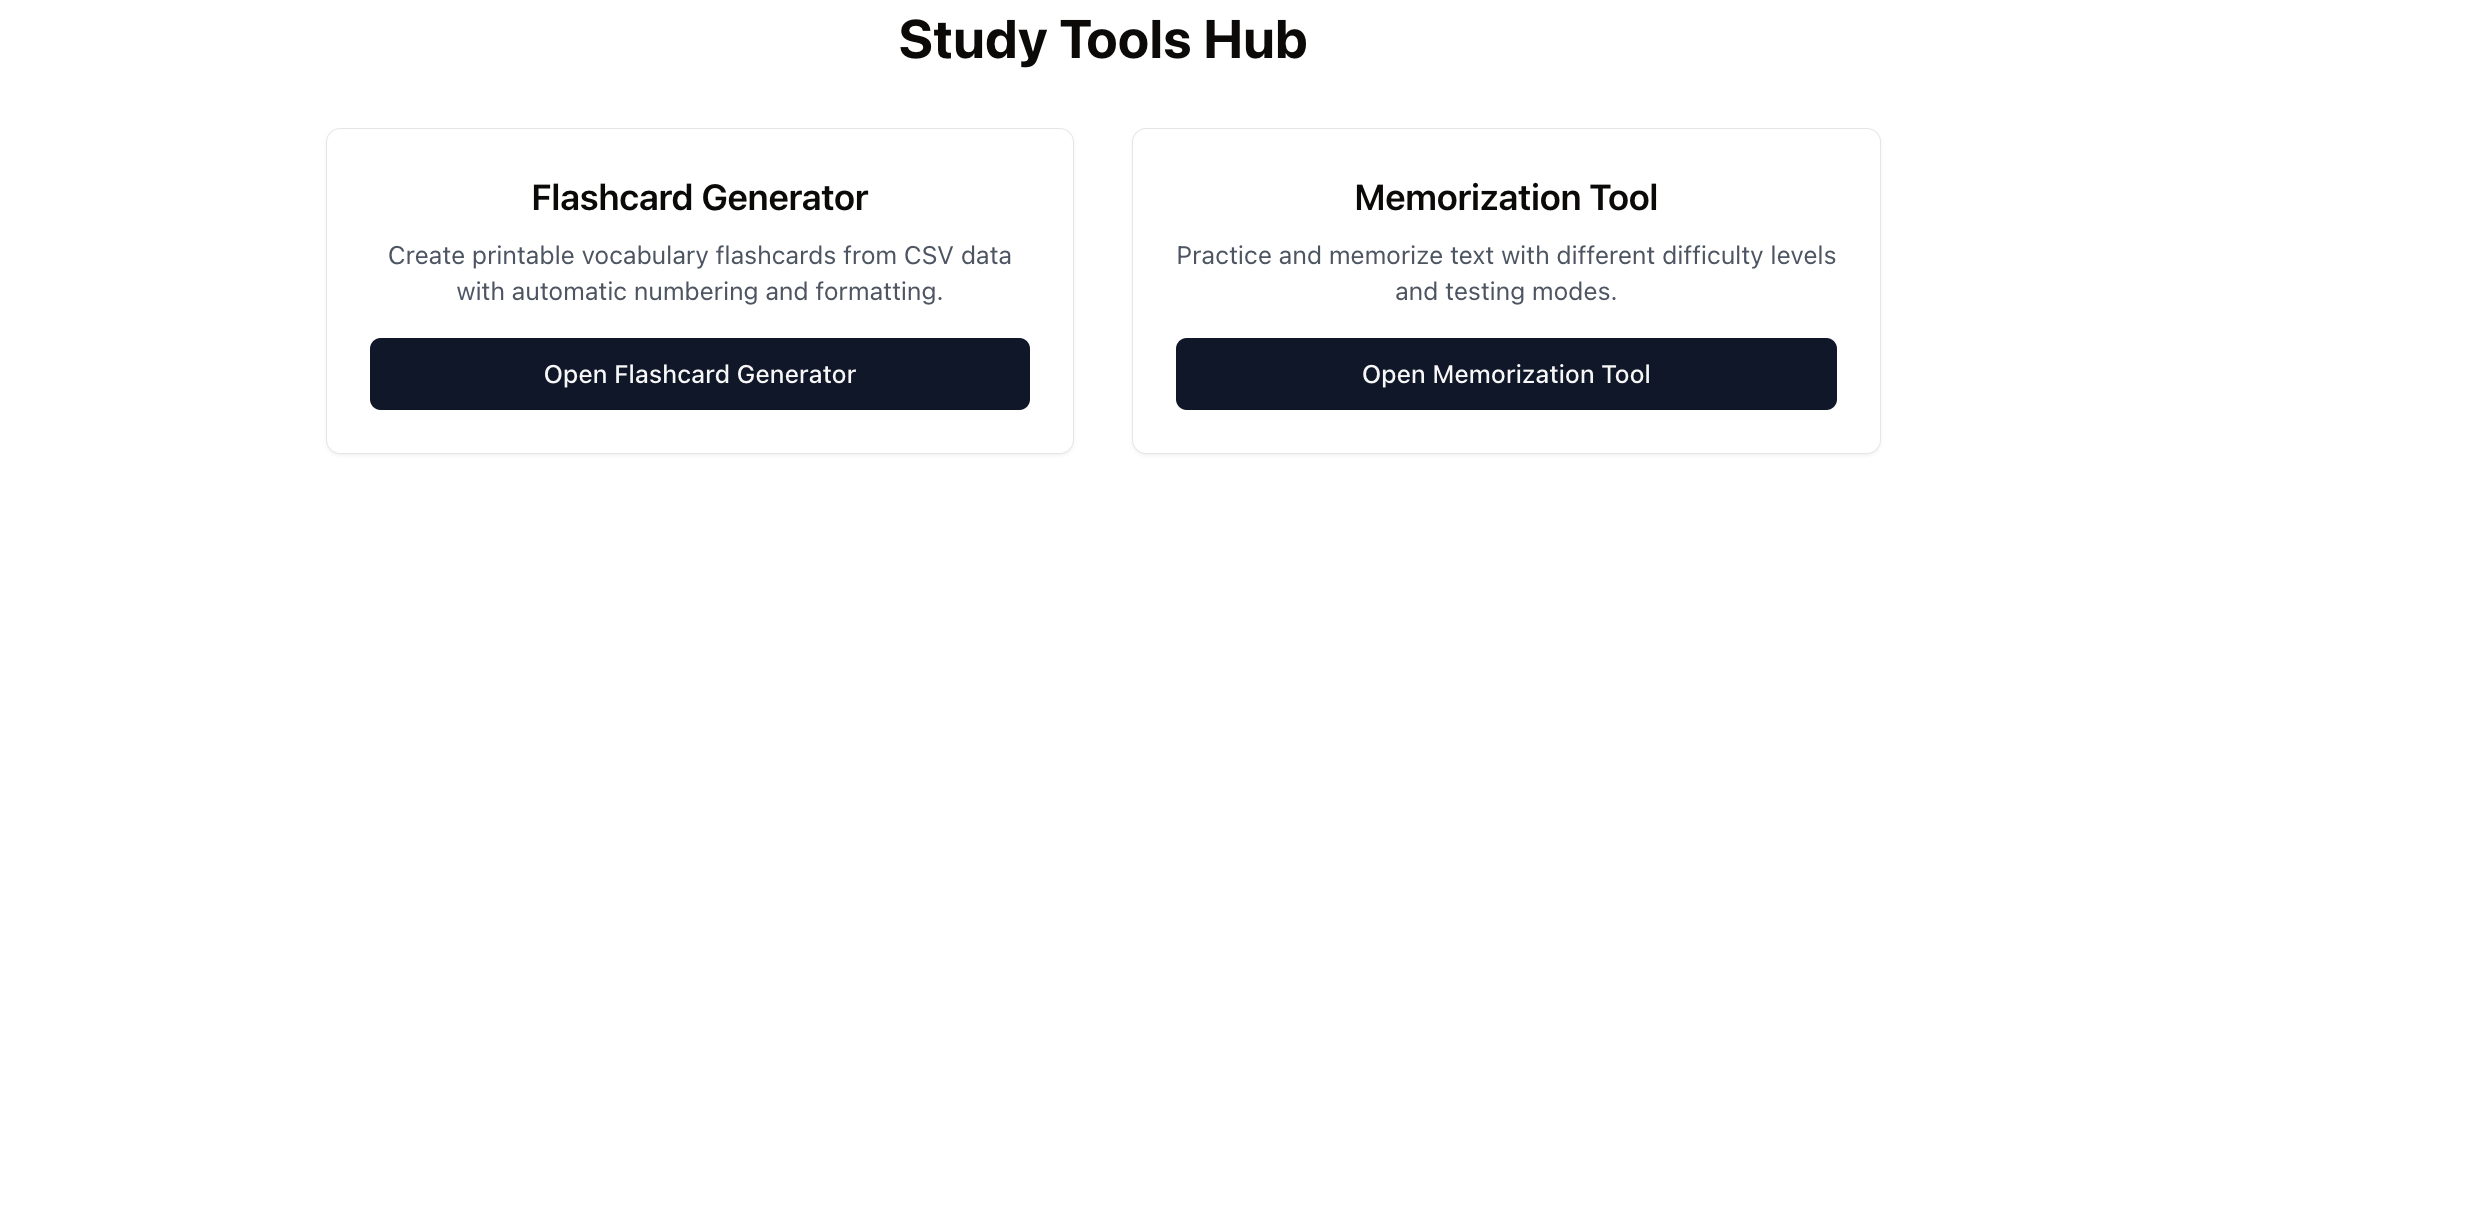 Study Tools Hub
Flashcard Generator
Create printable vocabulary flashcards from CSV data
with automatic numbering and formatting.
Open Flashcard Generator
Memorization Tool
Practice and memorize text with different difficulty levels
and testing modes.
Open Memorization Tool